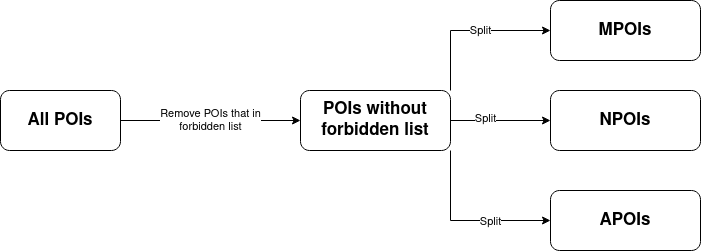 All POIs
Remove POIs that in
forbidden list
POIs without
forbidden list
Split
MPOIs
Split
NPOIs
Split
APOIs